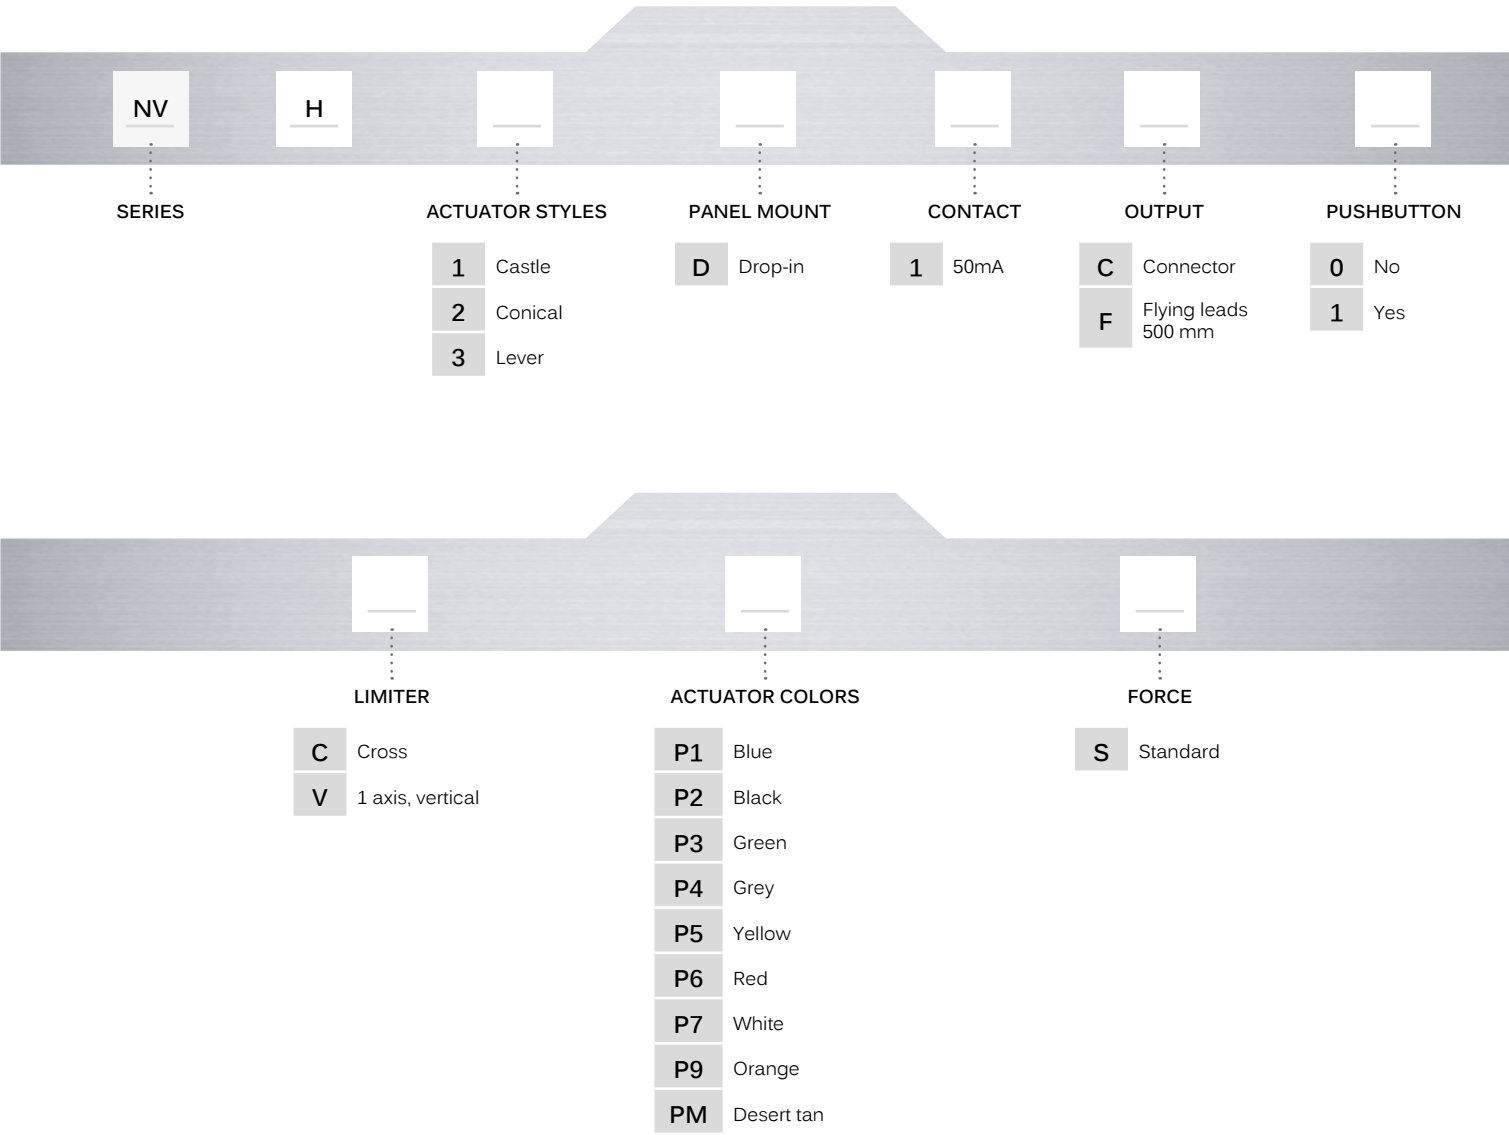 NV H
SERIES ACTUATOR STYLES PANEL MOUNT CONTACT OUTPUT PUSHBUTTON
1 Castle
2 Conical
3 Lever
D Drop-in
1 50mA
C Connector
F Flying leads
500 mm
0 No
1 Yes
LIMITER ACTUATOR COLORS FORCE
C Cross
V 1 axis, vertical
P1 Blue
P2 Black
P3 Green
P4 Grey
P5 Yellow
P6 Red
P7 White
P9 Orange
PM Desert tan
S Standard